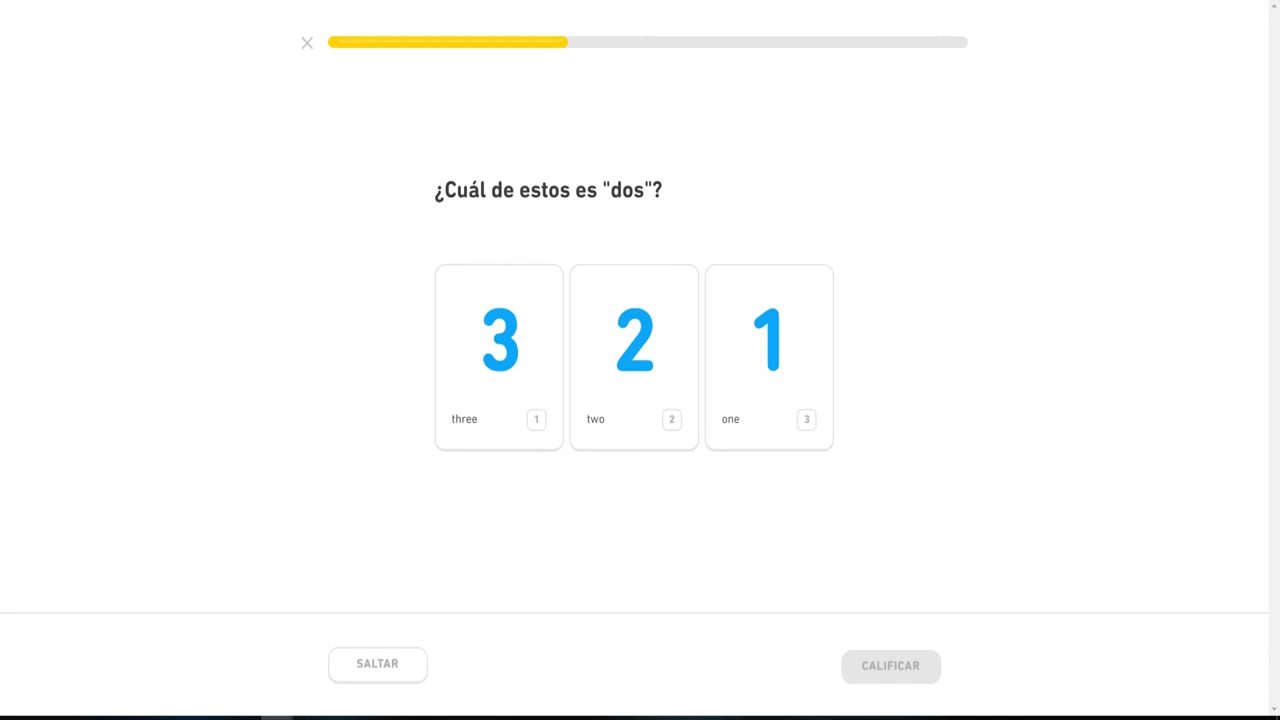 ¿Cuál de estos es "dos"?
3 2 1
three 1 two 2 one 3
SALTAR CALIFICAR